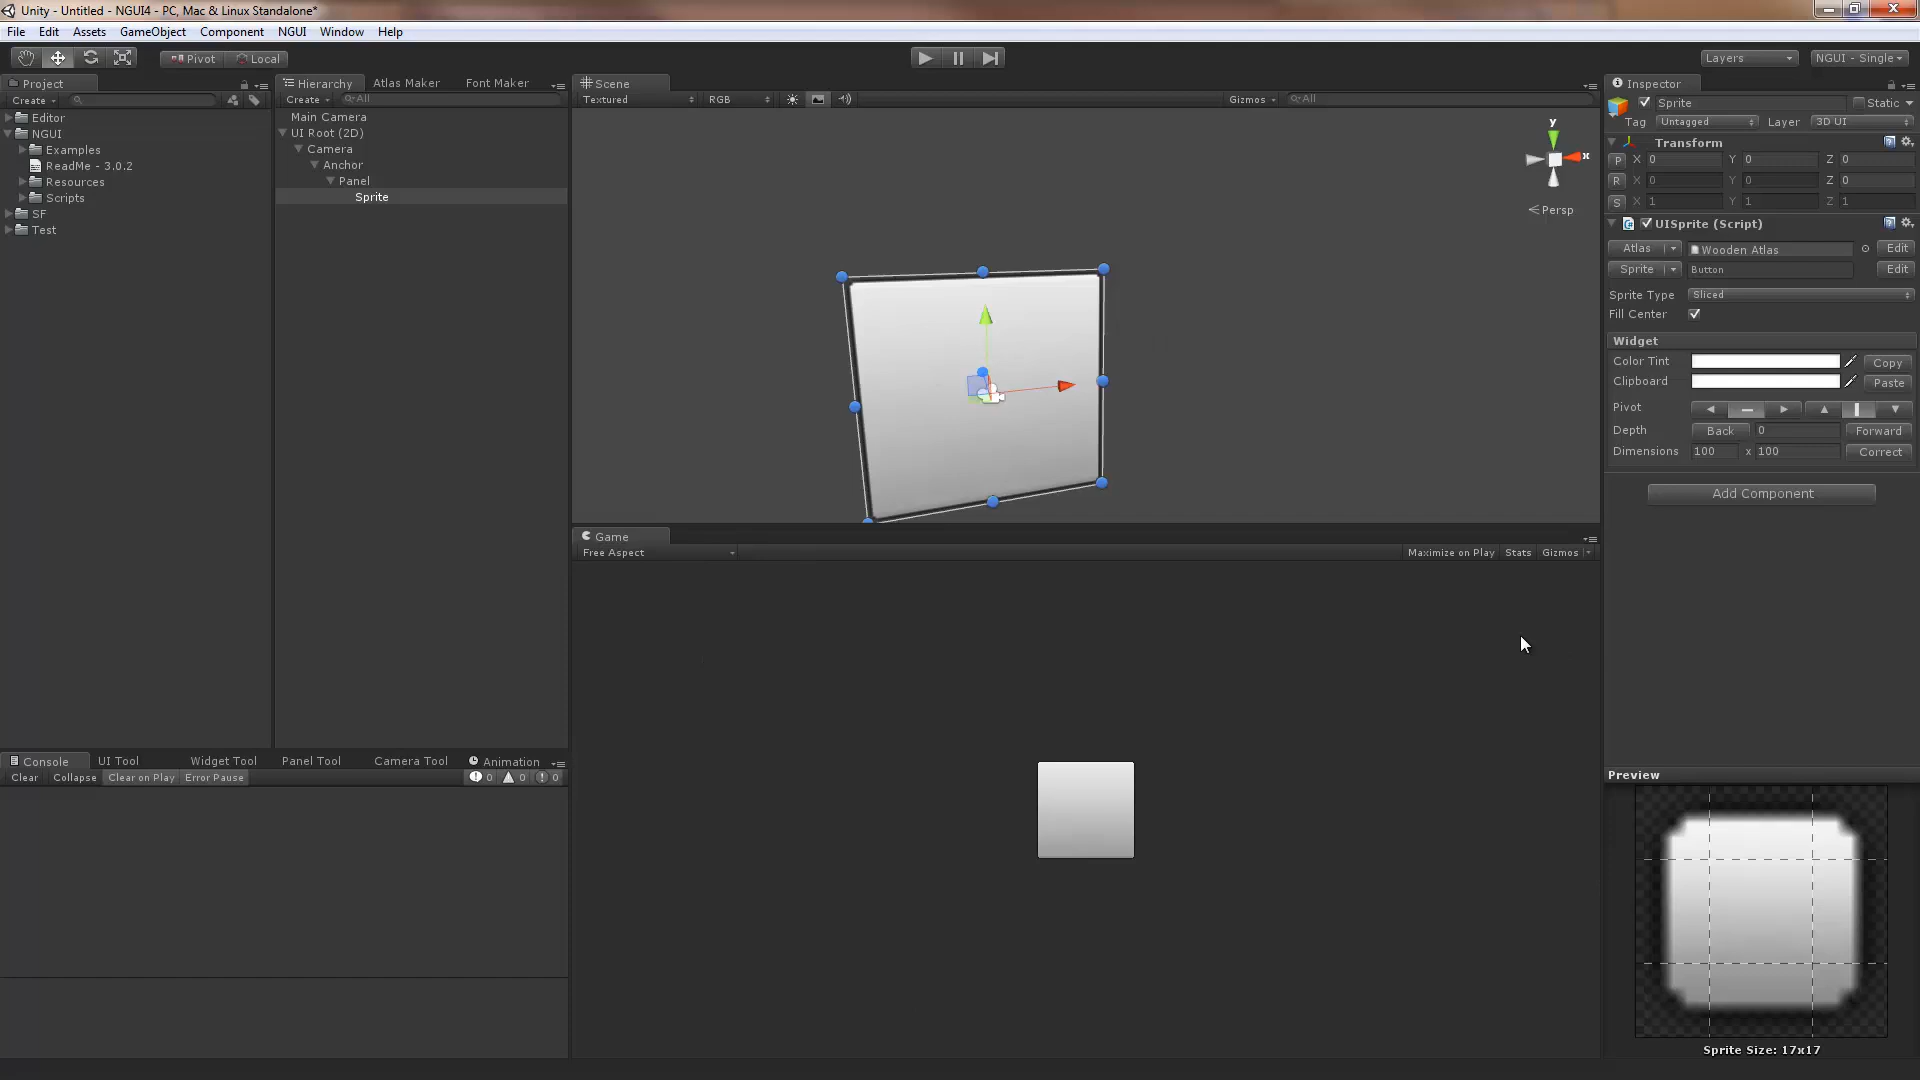 Unity - Untitled - NGUI4 - PC, Mac & Linux Standalone*
File Edit Assets GameObject Component NGUI Window Help
Pivot Local Layers NGUI - Single
Project
Create
Editor
NGUI
Examples
ReadMe - 3.0.2
Resources
Scripts
SF
Test
Hierarchy Atlas Maker Font Maker
Create All
Main Camera
UI Root (2D)
Camera
Anchor
Panel
Sprite
Scene
Textured RGB Gizmos All
y
x
Persp
Game
Free Aspect Maximize on Play Stats Gizmos
Console UI Tool Widget Tool Panel Tool Camera Tool Animation
Clear Collapse Clear on Play Error Pause 0 0 0
Inspector
Sprite Static
Tag Untagged Layer 3D UI
Transform
P X 0 Y 0 Z 0
R X 0 Y 0 Z 0
S X 1 Y 1 Z 1
UISprite (Script)
Atlas Wooden Atlas Edit
Sprite Button Edit
Sprite Type Sliced
Fill Center
Widget
Color Tint Copy
Clipboard Paste
Pivot
Depth Back 0 Forward
Dimensions 100 x 100 Correct
Add Component
Preview
Sprite Size: 17x17